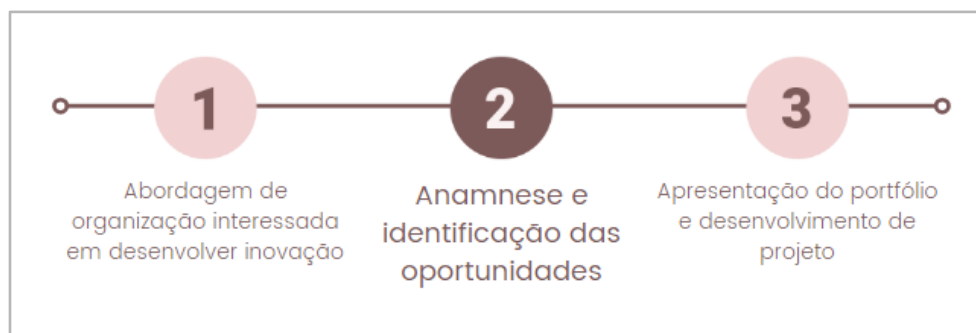 1
2
3
Abordagem de
organização interessada
em desenvolver inovação
Anamnese e
identificação das
oportunidades
Apresentação do portfólio
e desenvolvimento de
projeto